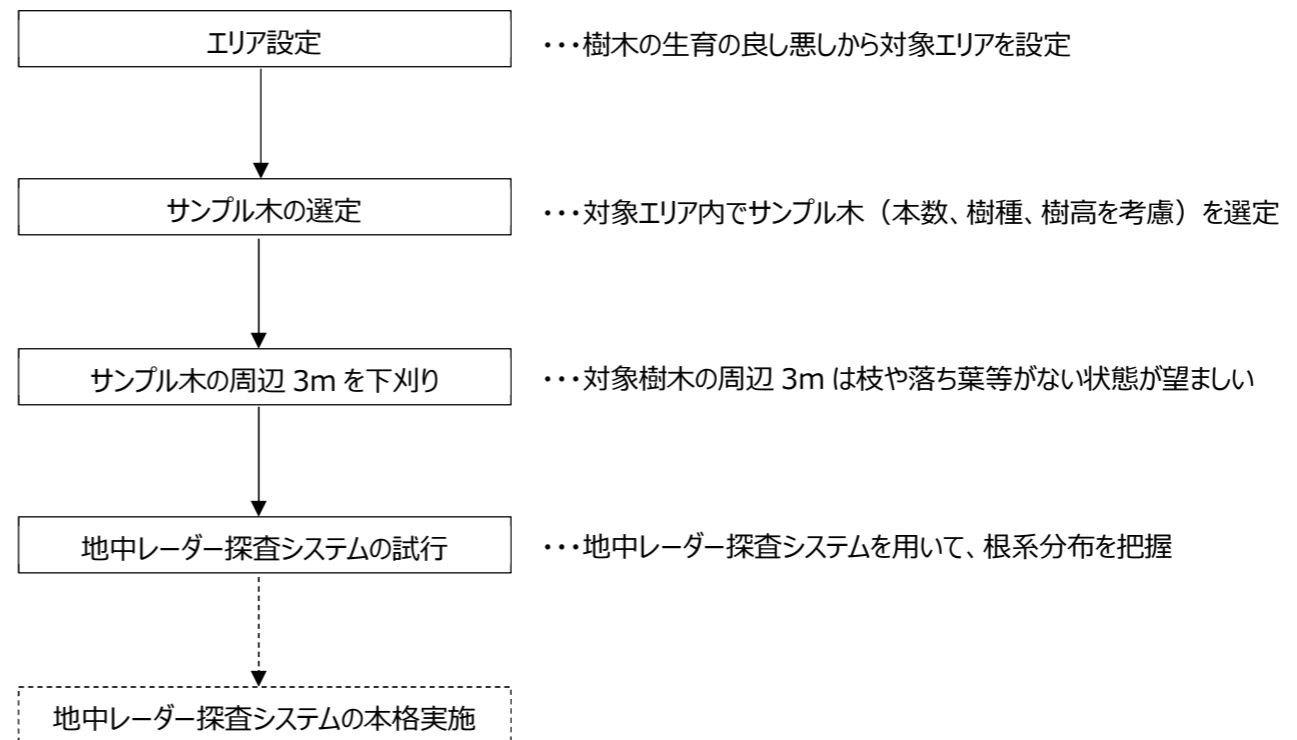 エリア設定 ・・・樹木の生育の良し悪しから対象エリアを設定
サンプル木の選定 ・・・対象エリア内でサンプル木（本数、樹種、樹高を考慮）を選定
サンプル木の周辺 3m を下刈り ・・・対象樹木の周辺 3m は枝や落ち葉等がない状態が望ましい
地中レーダー探査システムの試行 ・・・地中レーダー探査システムを用いて、根系分布を把握
地中レーダー探査システムの本格実施